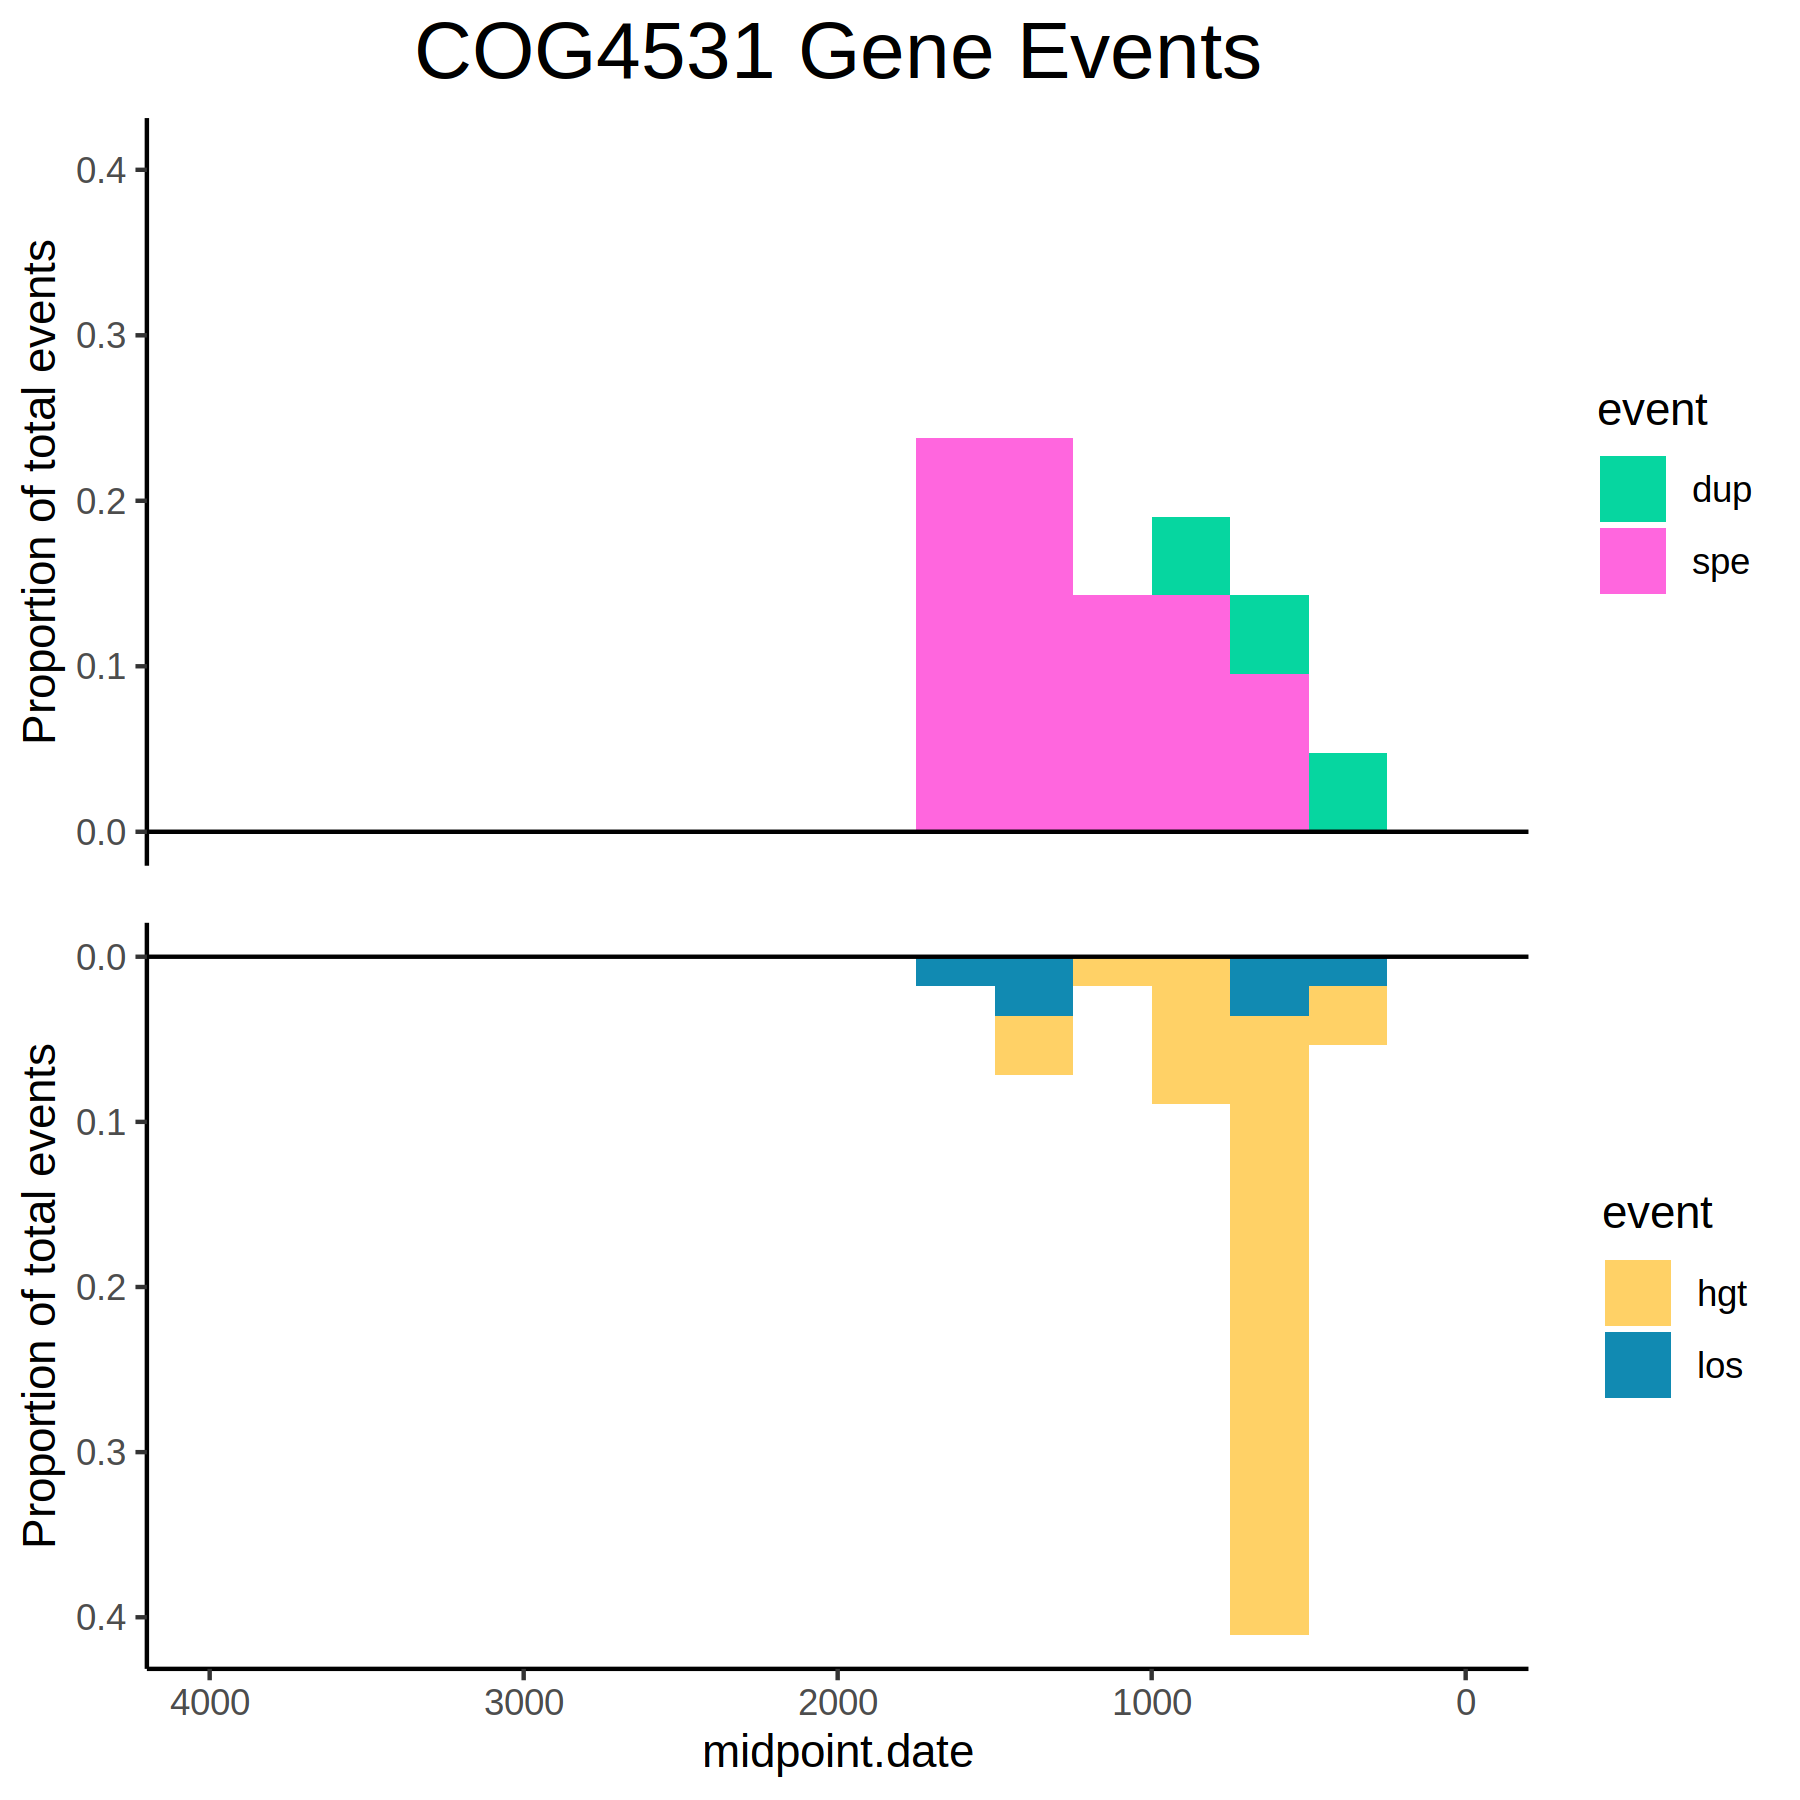 COG4531 Gene Events
Proportion of total events
0.4
0.3
0.2
0.1
0.0
event
dup
spe
Proportion of total events
0.0
0.1
0.2
0.3
0.4
event
hgt
los
4000 3000 2000 1000 0
midpoint.date